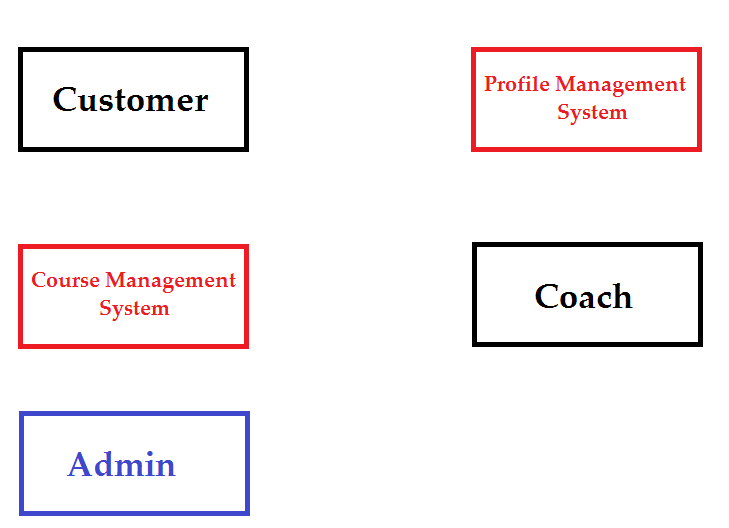 Customer
Profile Management
System
Course Management
System
Coach
Admin